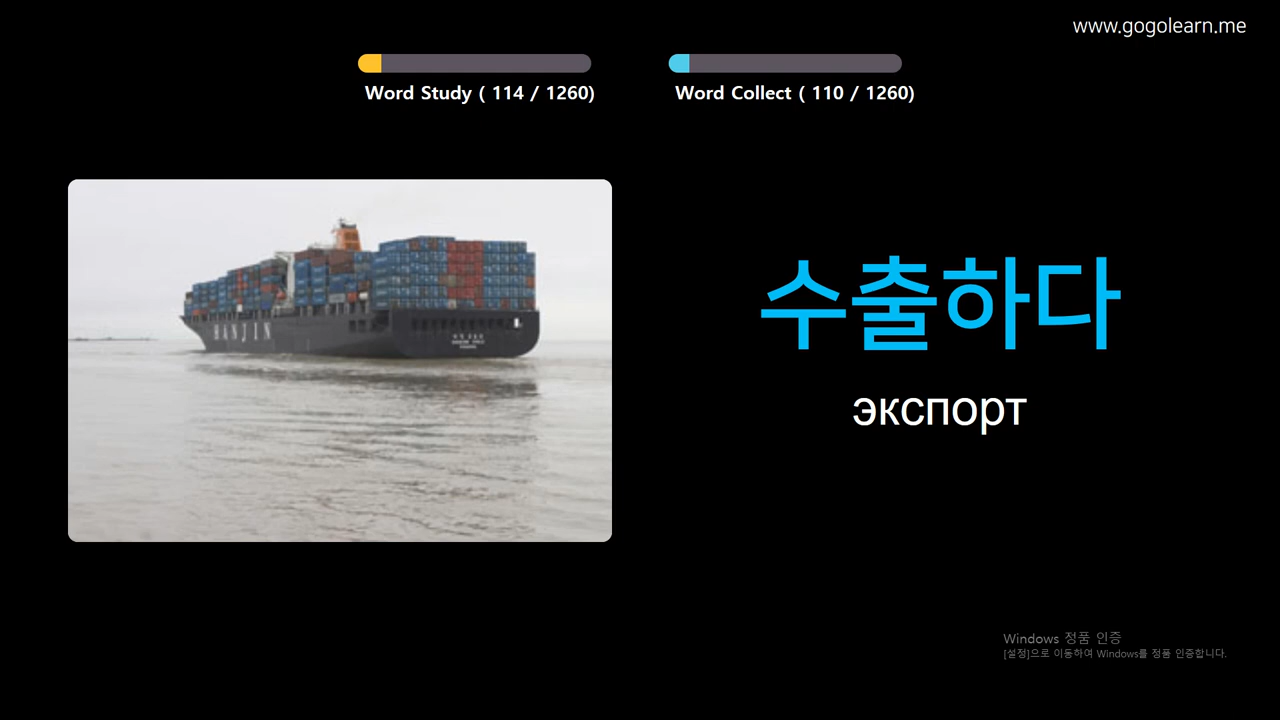 www.gogolearn.me
Word Study ( 114 / 1260)
Word Collect ( 110 / 1260)
HANJIN
수출하다
экспорт
Windows 정품 인증
[설정]으로 이동하여 Windows를 정품 인증합니다.